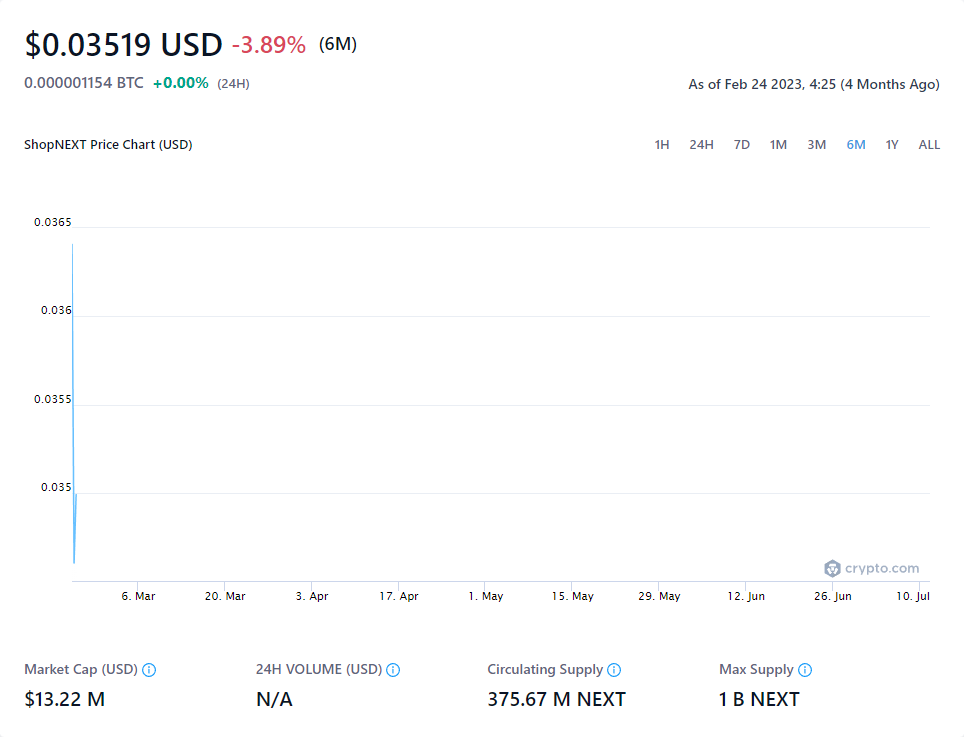 $0.03519 USD -3.89% (6M)
0.000001154 BTC +0.00% (24H)
As of Feb 24 2023, 4:25 (4 Months Ago)
ShopNEXT Price Chart (USD)
1H 24H 7D 1M 3M 6M 1Y ALL
0.0365
0.036
0.0355
0.035
crypto.com
6. Mar 20. Mar 3. Apr 17. Apr 1. May 15. May 29. May 12. Jun 26. Jun 10. Jul
Market Cap (USD) 24H VOLUME (USD) Circulating Supply Max Supply
$13.22 M N/A 375.67 M NEXT 1 B NEXT